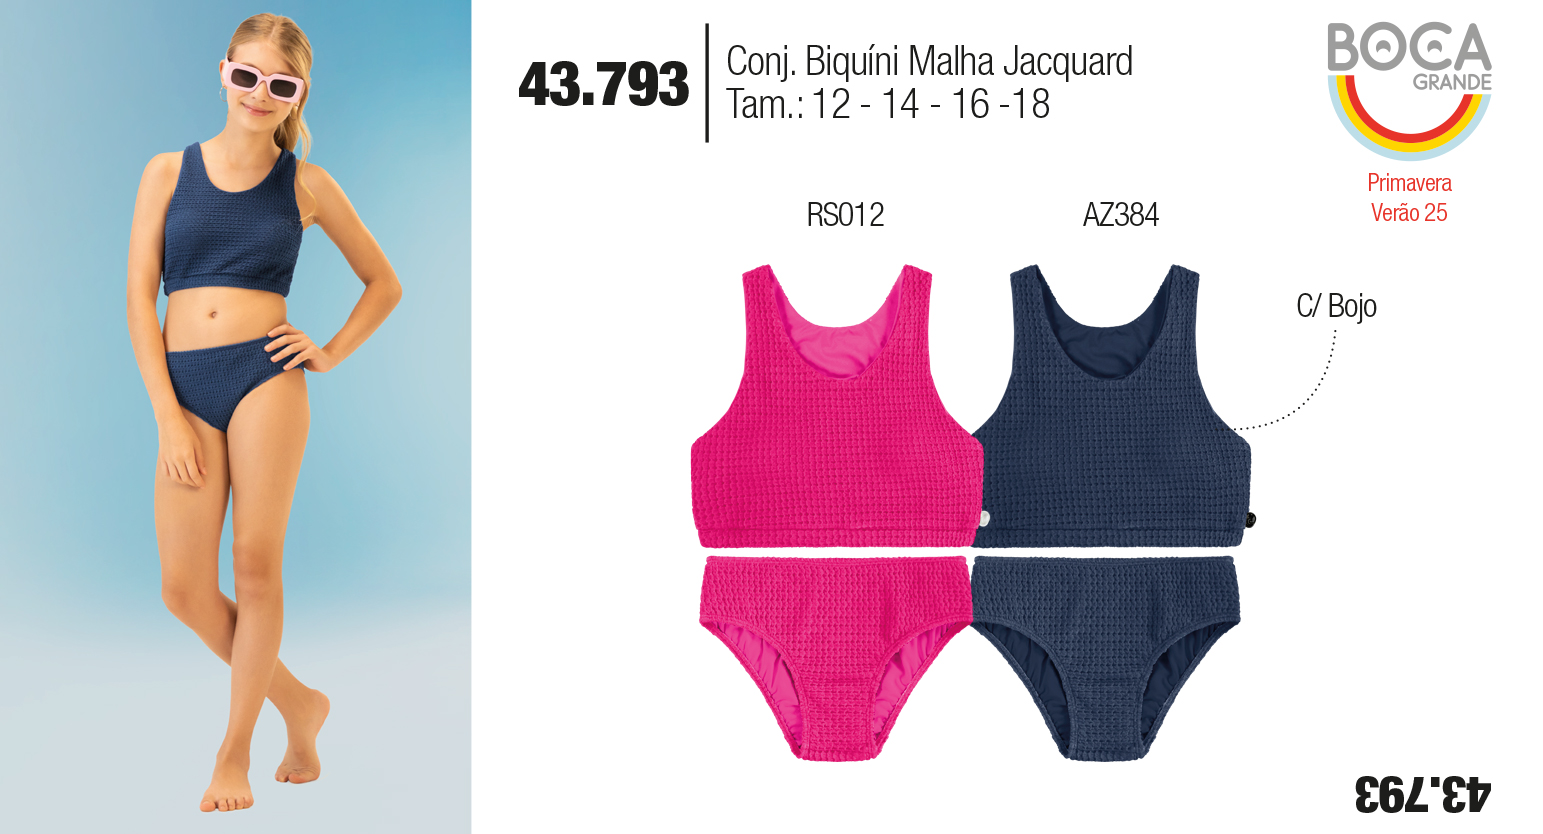 43.793
Conj. Biquíni Malha Jacquard
Tam.: 12 - 14 - 16 -18
BOCA
GRANDE
Primavera
Verão 25
RS012
AZ384
C/ Bojo
43.793